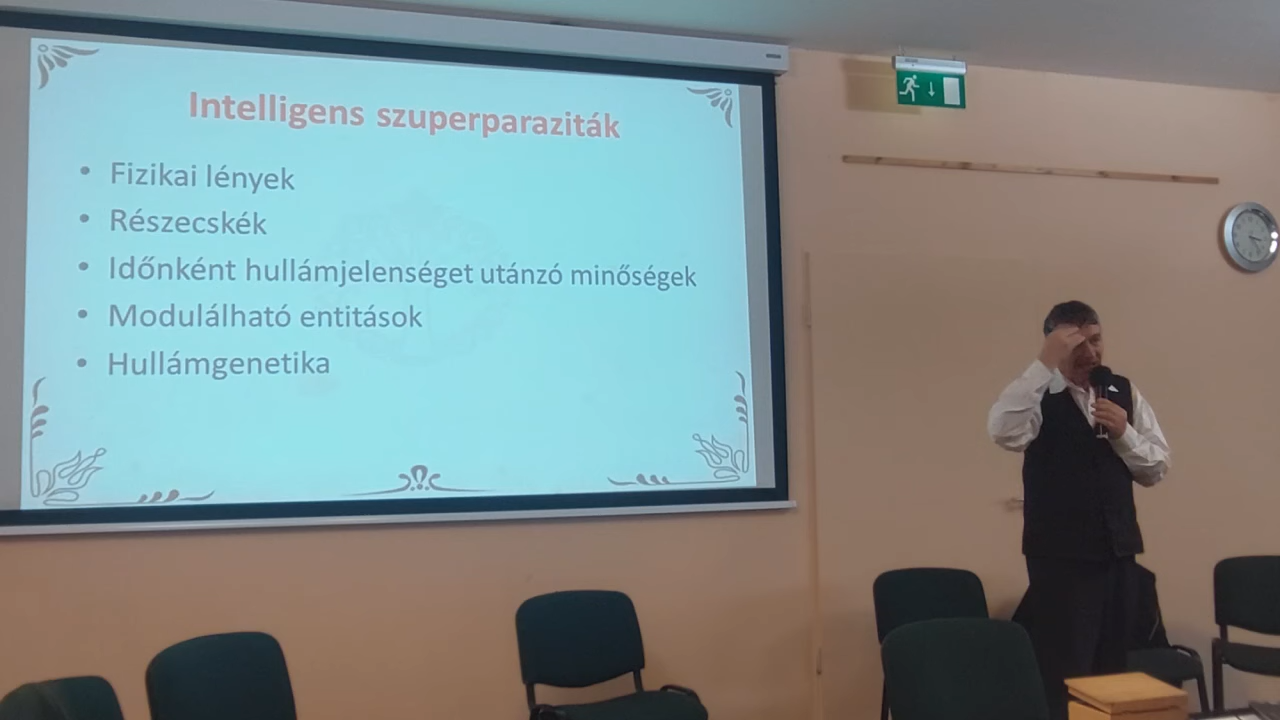 Intelligens szuperparaziták
• Fizikai lények
• Részecskék
• Időnként hullámjelenséget utánzó minőségek
• Modulálható entitások
• Hullámgenetika